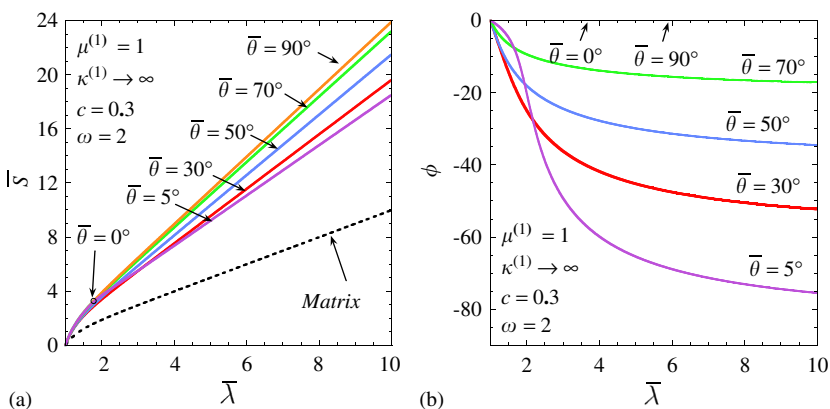 24
20
16
12
8
4
0
S̅
μ⁽¹⁾ = 1
κ⁽¹⁾ → ∞
c = 0.3
ω = 2
θ̅ = 90°
θ̅ = 70°
θ̅ = 50°
θ̅ = 30°
θ̅ = 5°
θ̅ = 0°
Matrix
2 4 6 8 10
(a) λ̅
0
-20
-40
-60
-80
ϕ
θ̅ = 0°
θ̅ = 90°
θ̅ = 70°
θ̅ = 50°
θ̅ = 30°
θ̅ = 5°
μ⁽¹⁾ = 1
κ⁽¹⁾ → ∞
c = 0.3
ω = 2
2 4 6 8 10
(b) λ̅